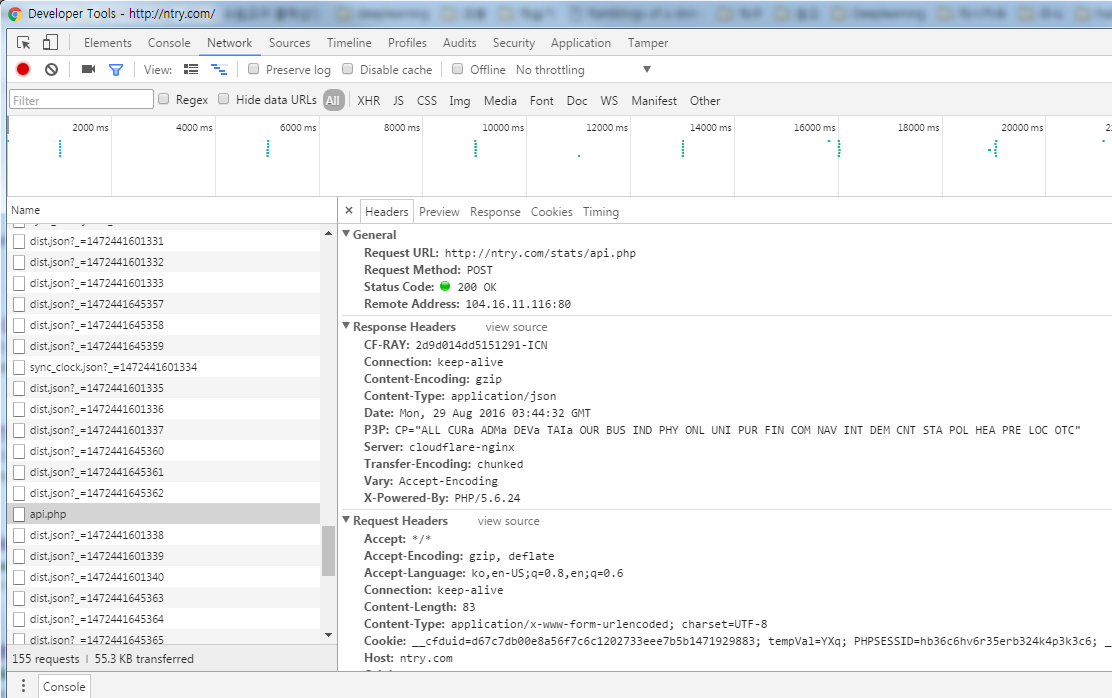 Developer Tools - http://ntry.com/
Elements Console Network Sources Timeline Profiles Audits Security Application Tamper
View: Preserve log Disable cache Offline No throttling
Filter Regex Hide data URLs All XHR JS CSS Img Media Font Doc WS Manifest Other
2000 ms 4000 ms 6000 ms 8000 ms 10000 ms 12000 ms 14000 ms 16000 ms 18000 ms 20000 ms 22
Name
dist.json?_=1472441601331
dist.json?_=1472441601332
dist.json?_=1472441601333
dist.json?_=1472441645357
dist.json?_=1472441645358
dist.json?_=1472441645359
sync_clock.json?_=1472441601334
dist.json?_=1472441601335
dist.json?_=1472441601336
dist.json?_=1472441601337
dist.json?_=1472441645360
dist.json?_=1472441645361
dist.json?_=1472441645362
api.php
dist.json?_=1472441601338
dist.json?_=1472441601339
dist.json?_=1472441601340
dist.json?_=1472441645363
dist.json?_=1472441645364
dist.json?_=1472441645365
155 requests | 55.3 KB transferred
× Headers Preview Response Cookies Timing
General
Request URL: http://ntry.com/stats/api.php
Request Method: POST
Status Code: 200 OK
Remote Address: 104.16.11.116:80
Response Headers view source
CF-RAY: 2d9d014dd5151291-ICN
Connection: keep-alive
Content-Encoding: gzip
Content-Type: application/json
Date: Mon, 29 Aug 2016 03:44:32 GMT
P3P: CP="ALL CURa ADMa DEVa TAIa OUR BUS IND PHY ONL UNI PUR FIN COM NAV INT DEM CNT STA POL HEA PRE LOC OTC"
Server: cloudflare-nginx
Transfer-Encoding: chunked
Vary: Accept-Encoding
X-Powered-By: PHP/5.6.24
Request Headers view source
Accept: */*
Accept-Encoding: gzip, deflate
Accept-Language: ko,en-US;q=0.8,en;q=0.6
Connection: keep-alive
Content-Length: 83
Content-Type: application/x-www-form-urlencoded; charset=UTF-8
Cookie: __cfduid=d67c7db00e8a56f7c6c1202733eee7b5b1471929883; tempVal=YXq; PHPSESSID=hb36c6hv6r35erb324k4p3k3c6; _
Host: ntry.com
Console